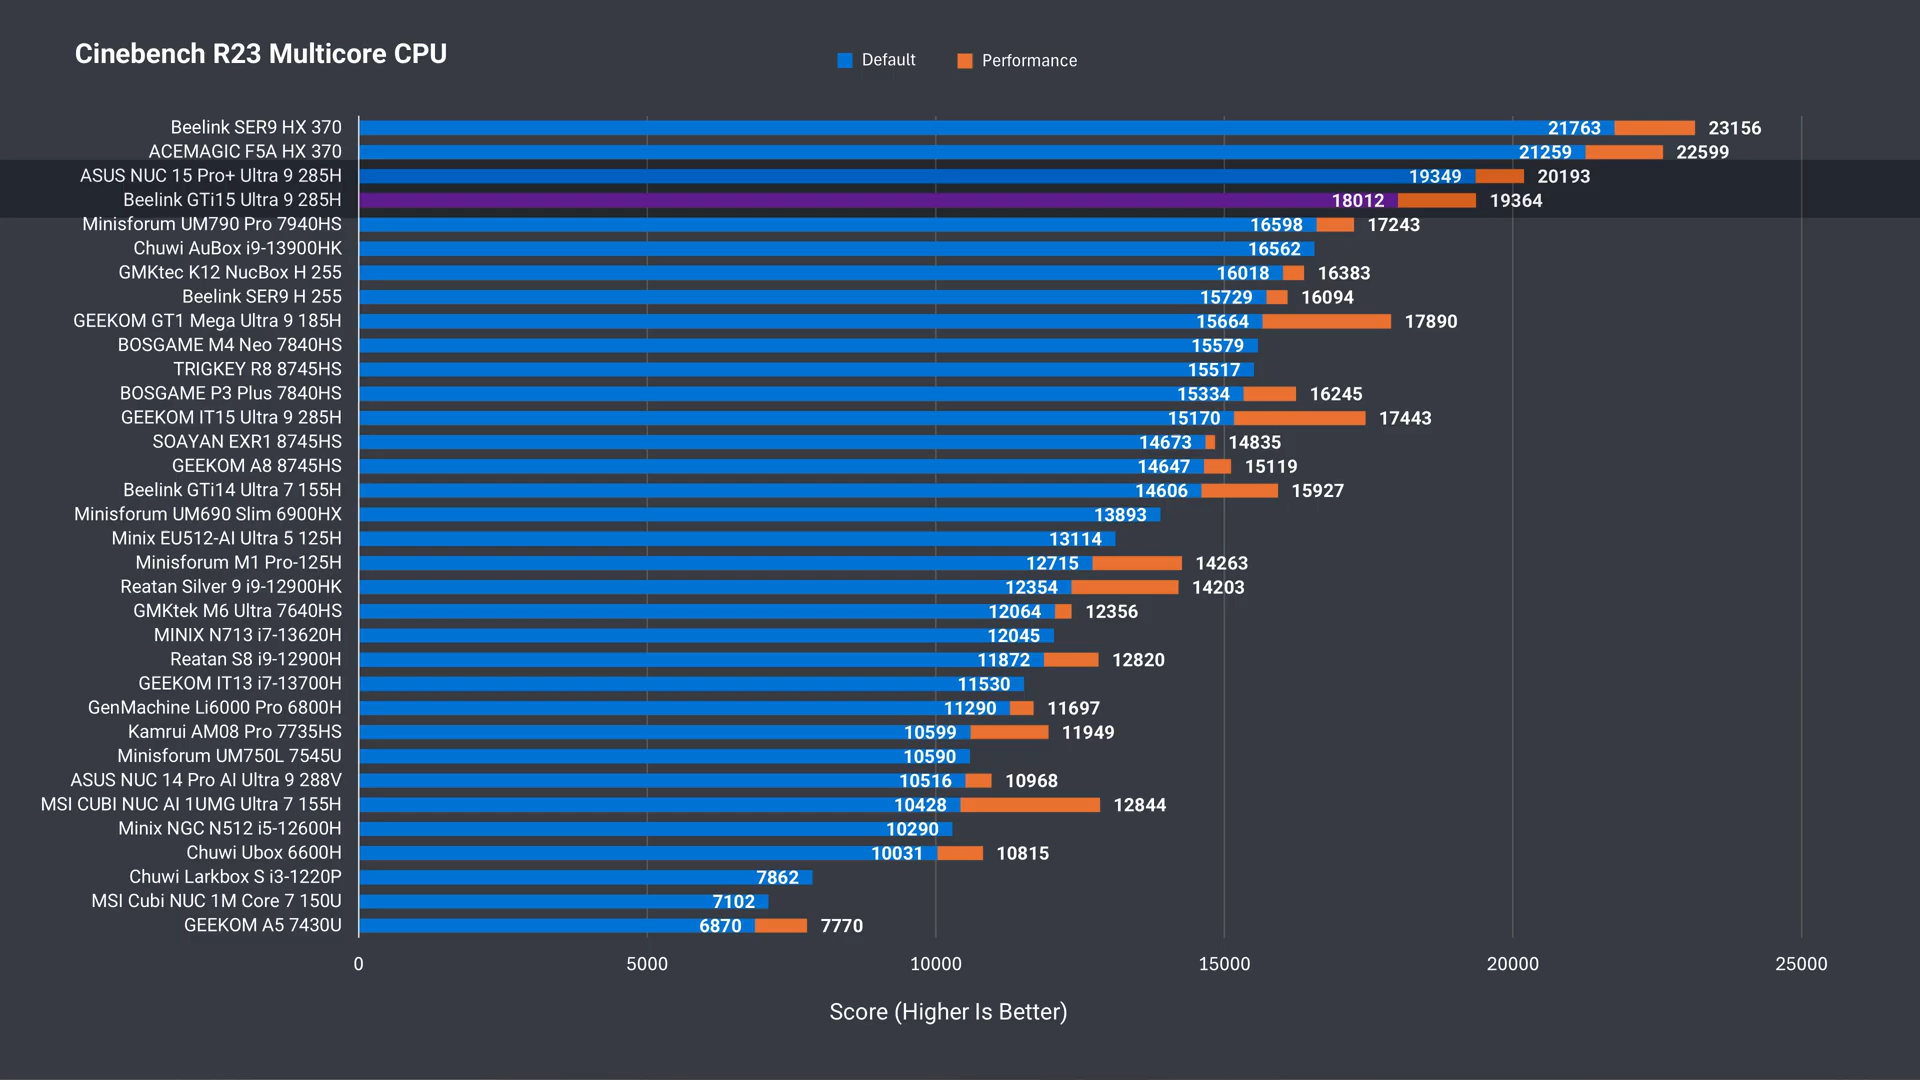 Cinebench R23 Multicore CPU
Default Performance
Beelink SER9 HX 370 21763 23156
ACEMAGIC F5A HX 370 21259 22599
ASUS NUC 15 Pro+ Ultra 9 285H 19349 20193
Beelink GTi15 Ultra 9 285H 18012 19364
Minisforum UM790 Pro 7940HS 16598 17243
Chuwi AuBox i9-13900HK 16562
GMKtec K12 NucBox H 255 16018 16383
Beelink SER9 H 255 15729 16094
GEEKOM GT1 Mega Ultra 9 185H 15664 17890
BOSGAME M4 Neo 7840HS 15579
TRIGKEY R8 8745HS 15517
BOSGAME P3 Plus 7840HS 15334 16245
GEEKOM IT15 Ultra 9 285H 15170 17443
SOAYAN EXR1 8745HS 14673 14835
GEEKOM A8 8745HS 14647 15119
Beelink GTi14 Ultra 7 155H 14606 15927
Minisforum UM690 Slim 6900HX 13893
Minix EU512-AI Ultra 5 125H 13114
Minisforum M1 Pro-125H 12715 14263
Reatan Silver 9 i9-12900HK 12354 14203
GMKtek M6 Ultra 7640HS 12064 12356
MINIX N713 i7-13620H 12045
Reatan S8 i9-12900H 11872 12820
GEEKOM IT13 i7-13700H 11530
GenMachine Li6000 Pro 6800H 11290 11697
Kamrui AM08 Pro 7735HS 10599 11949
Minisforum UM750L 7545U 10590
ASUS NUC 14 Pro AI Ultra 9 288V 10516 10968
MSI CUBI NUC AI 1UMG Ultra 7 155H 10428 12844
Minix NGC N512 i5-12600H 10290
Chuwi Ubox 6600H 10031 10815
Chuwi Larkbox S i3-1220P 7862
MSI Cubi NUC 1M Core 7 150U 7102
GEEKOM A5 7430U 6870 7770
0 5000 10000 15000 20000 25000
Score (Higher Is Better)